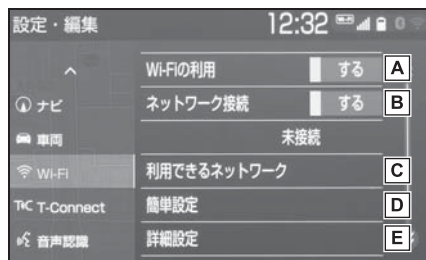 設定・編集 12:32
Wi-Fiの利用 する A
ナビ
ネットワーク接続 する B
車両
未接続
Wi-Fi
利用できるネットワーク C
T-Connect
簡単設定 D
音声認識
詳細設定 E